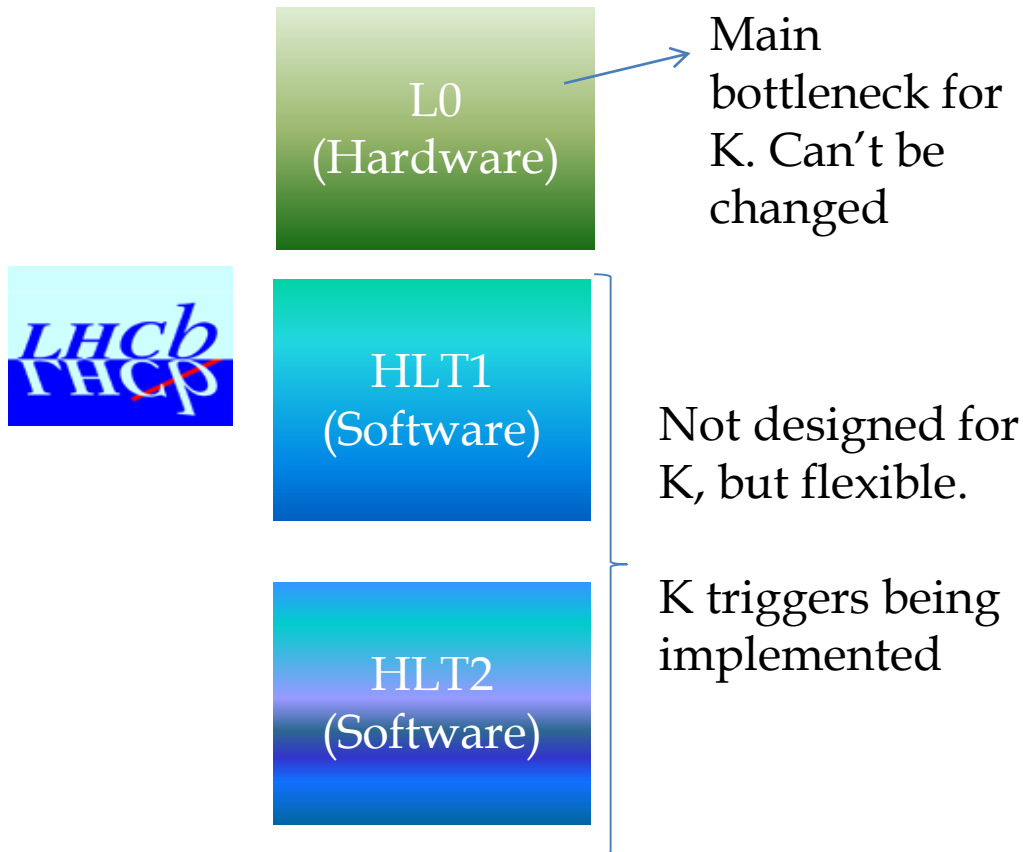 L0
(Hardware)
Main
bottleneck for
K. Can’t be
changed
LHCb
HLT1
(Software)
Not designed for
K, but flexible.
K triggers being
implemented
HLT2
(Software)